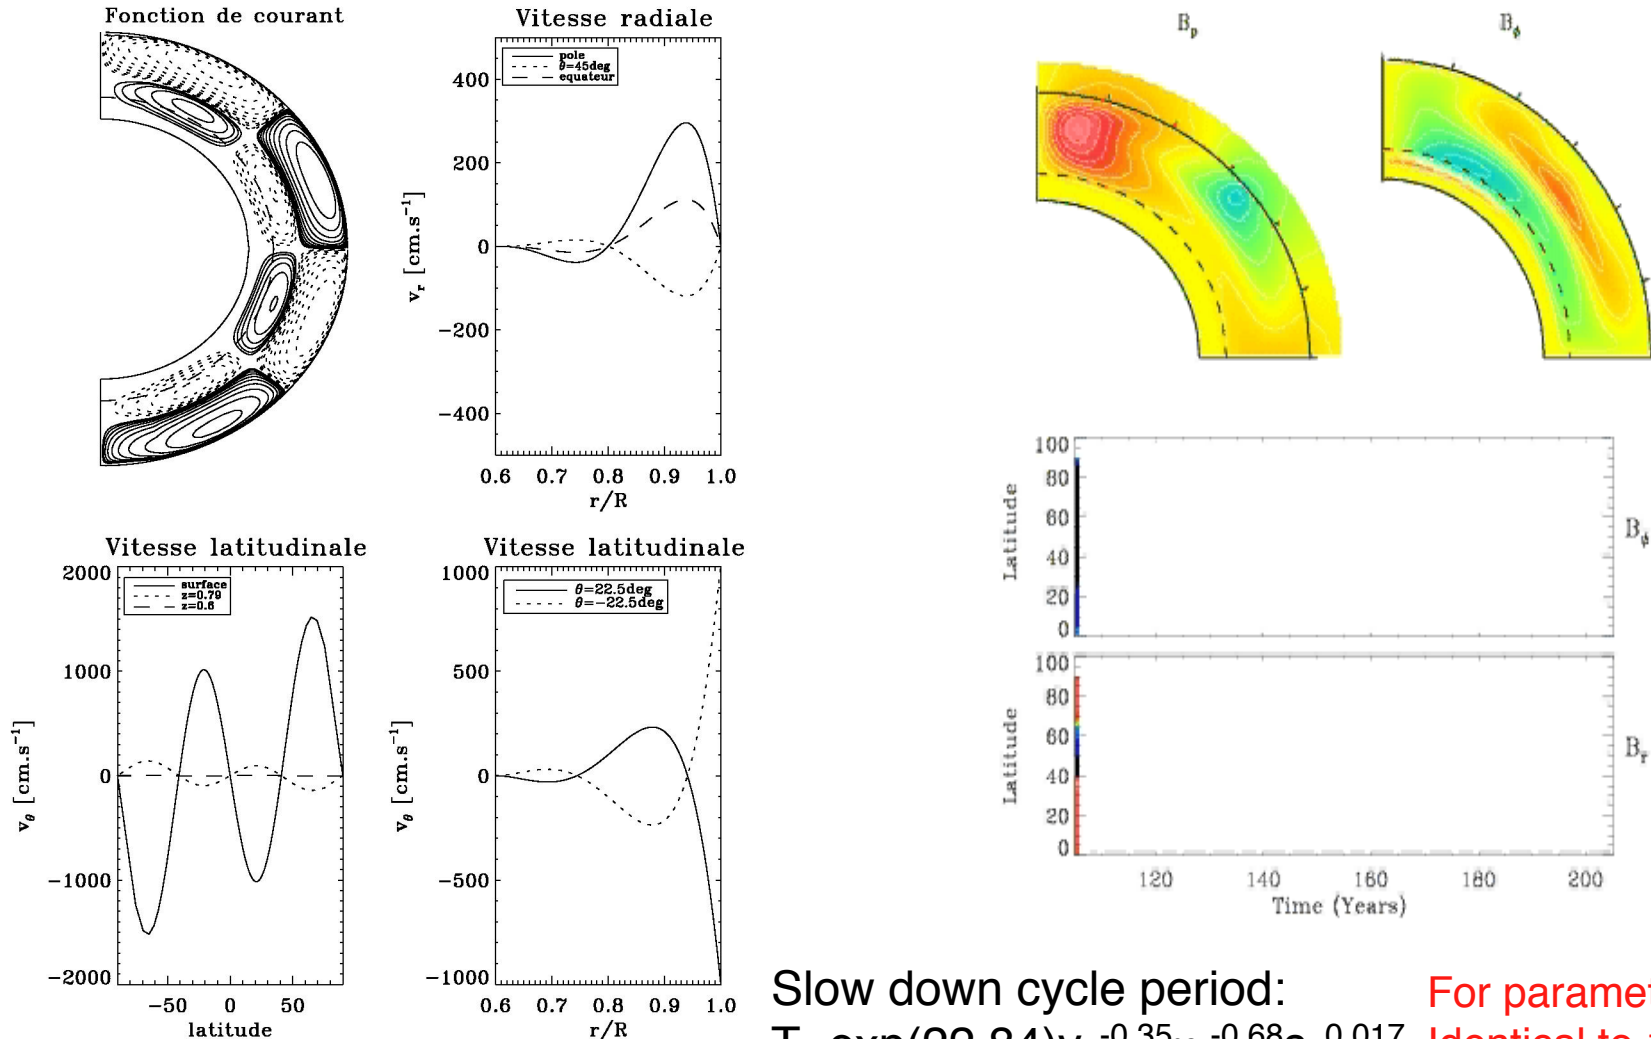 Fonction de courant
Vitesse radiale
pole
θ=45deg
equateur
400
200
0
−200
−400
v_r [cm.s⁻¹]
0.6 0.7 0.8 0.9 1.0
r/R
B_p
B_ϕ
Vitesse latitudinale
surface
z=0.79
z=0.6
2000
1000
0
−1000
−2000
v_θ [cm.s⁻¹]
−50 0 50
latitude
Vitesse latitudinale
θ=22.5deg
θ=−22.5deg
1000
500
0
−500
−1000
v_θ [cm.s⁻¹]
0.6 0.7 0.8 0.9 1.0
r/R
100
80
60
40
20
0
Latitude
B_ϕ
100
80
60
40
20
0
Latitude
B_r
120 140 160 180 200
Time (Years)
Slow down cycle period:
For